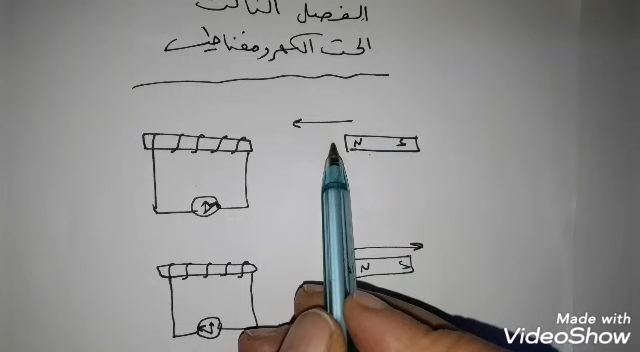 الفصل الثالث
الحث الكهرومغناطيسي
N S
N S
Made with
VideoShow